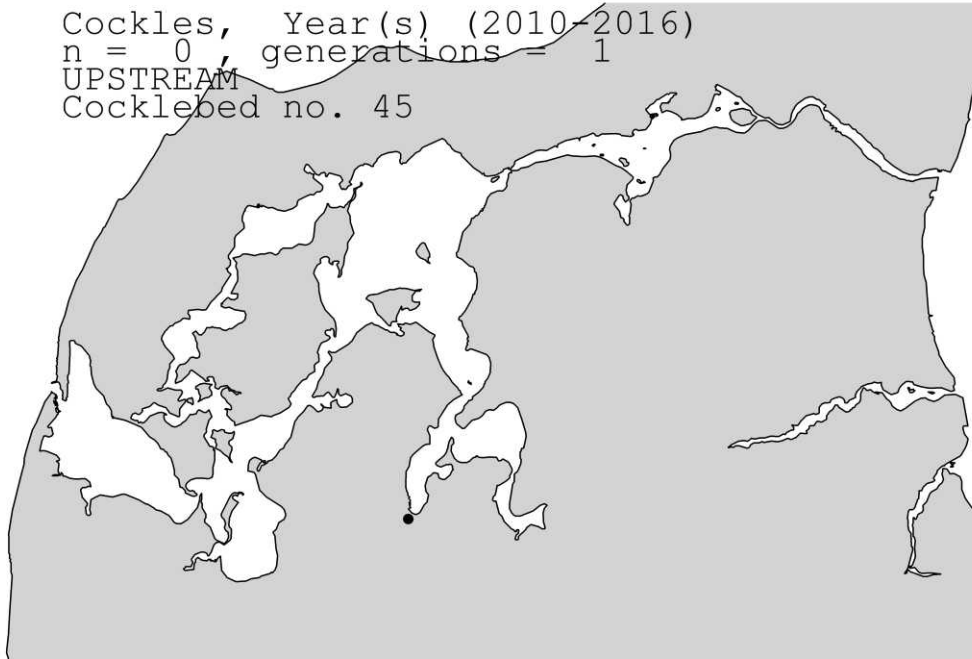 Cockles, Year(s) (2010-2016)
n = 0 , generations = 1
UPSTREAM
Cocklebed no. 45